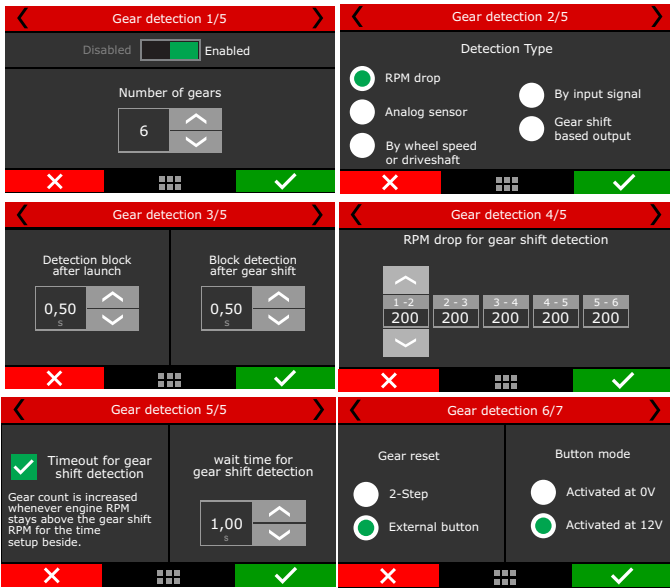 Gear detection 1/5
Disabled
Enabled
Number of gears
6
Gear detection 2/5
Detection Type
RPM drop
Analog sensor
By wheel speed
or driveshaft
By input signal
Gear shift
based output
Gear detection 3/5
Detection block
after launch
0,50
s
Block detection
after gear shift
0,50
s
Gear detection 4/5
RPM drop for gear shift detection
1 -2 2 - 3 3 - 4 4 - 5 5 - 6
200 200 200 200 200
Gear detection 5/5
Timeout for gear
shift detection
Gear count is increased
whenever engine RPM
stays above the gear shift
RPM for the time
setup beside.
wait time for
gear shift detection
1,00
s
Gear detection 6/7
Gear reset
2-Step
External button
Button mode
Activated at 0V
Activated at 12V